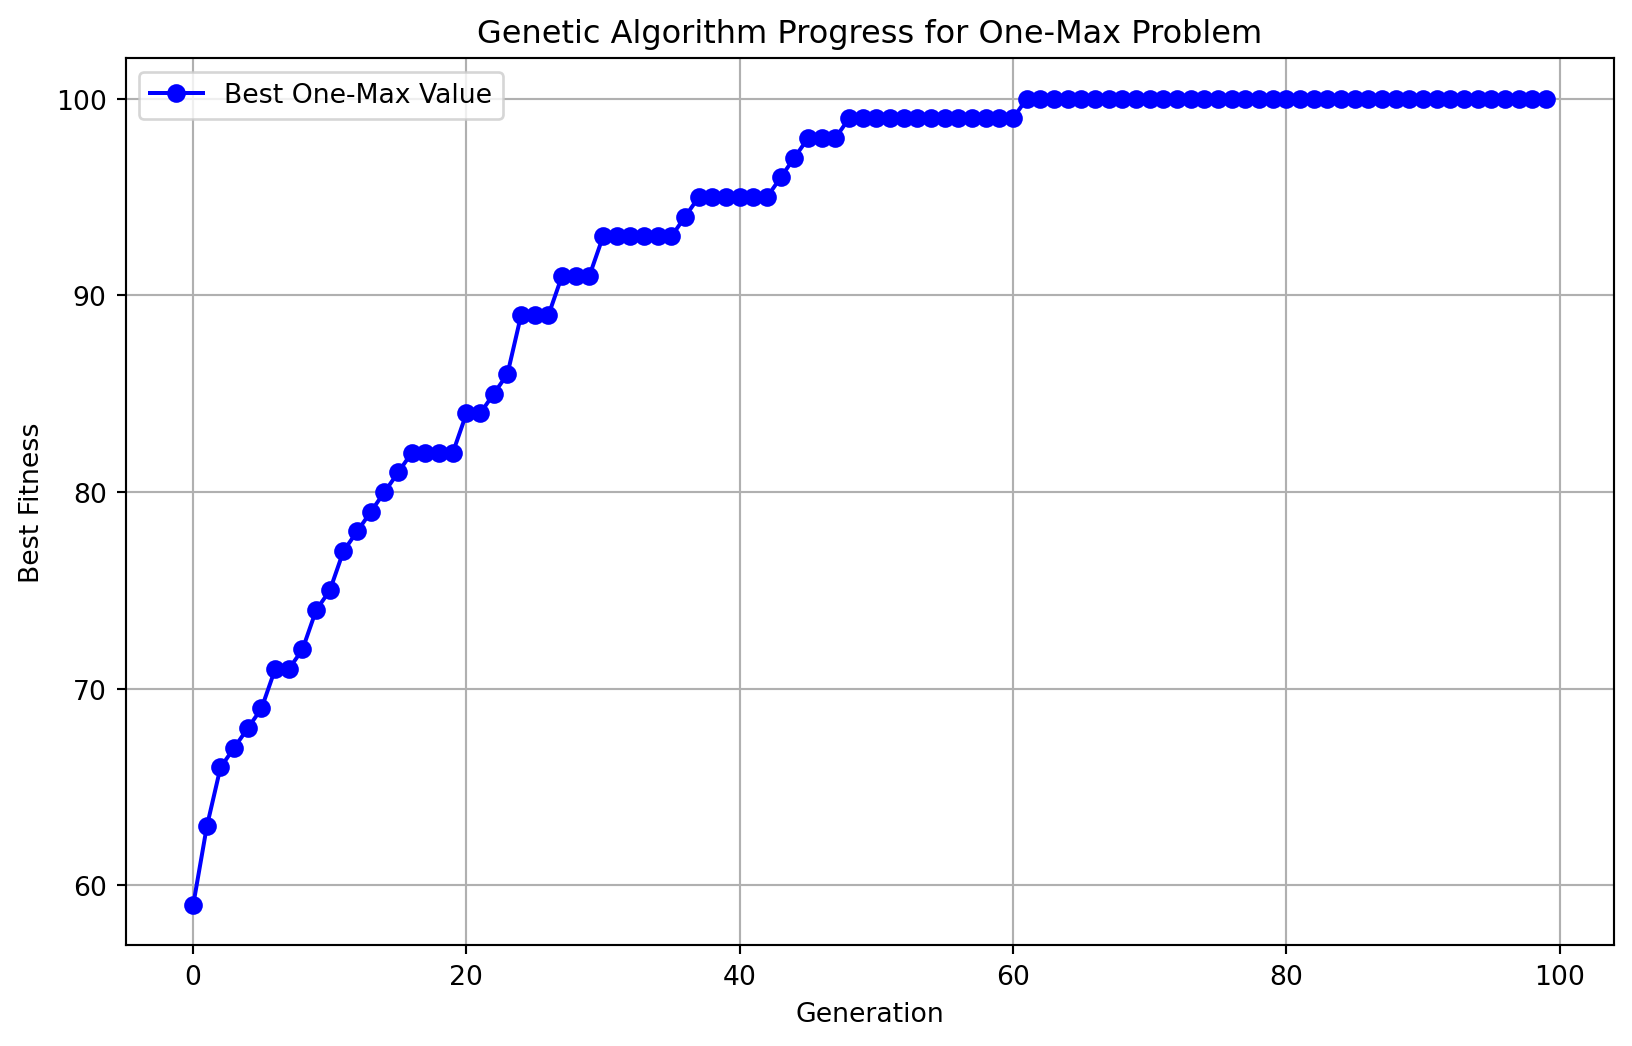 Genetic Algorithm Progress for One-Max Problem
Best One-Max Value
100
90
80
70
60
Best Fitness
0 20 40 60 80 100
Generation